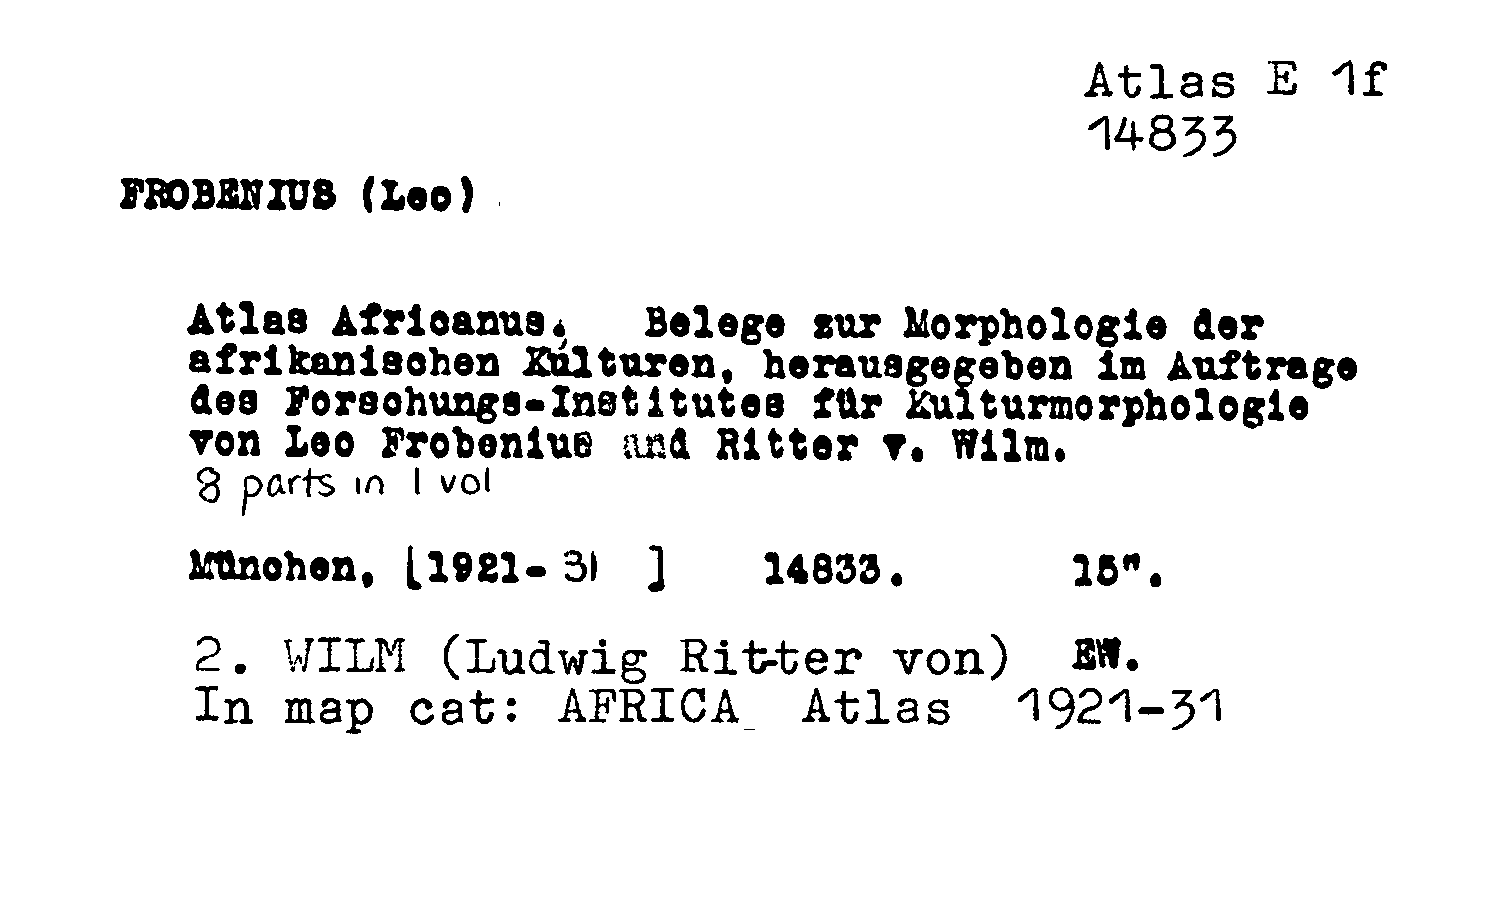 Atlas E 1f
14833
FROBENIUS (Leo)
Atlas Africanus. Belege zur Morphologie der
afrikanischen Kulturen, herausgegeben im Auftrage
des Forschungs-Institutes für Kulturmorphologie
von Leo Frobenius und Ritter v. Wilm.
8 parts in 1 vol
München, [1921-31 ] 14833. 15".
2. WILM (Ludwig Ritter von) EW.
In map cat: AFRICA Atlas 1921-31